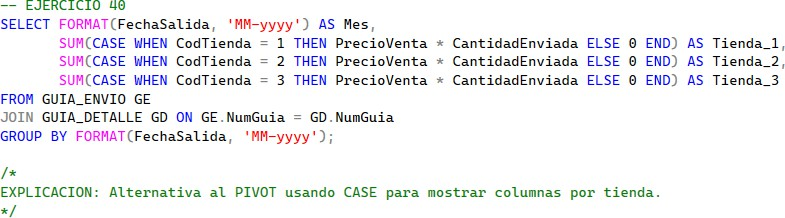 -- EJERCICIO 40
SELECT FORMAT(FechaSalida, 'MM-yyyy') AS Mes,
SUM(CASE WHEN CodTienda = 1 THEN PrecioVenta * CantidadEnviada ELSE 0 END) AS Tienda_1,
SUM(CASE WHEN CodTienda = 2 THEN PrecioVenta * CantidadEnviada ELSE 0 END) AS Tienda_2,
SUM(CASE WHEN CodTienda = 3 THEN PrecioVenta * CantidadEnviada ELSE 0 END) AS Tienda_3
FROM GUIA_ENVIO GE
JOIN GUIA_DETALLE GD ON GE.NumGuia = GD.NumGuia
GROUP BY FORMAT(FechaSalida, 'MM-yyyy');
/*
EXPLICACION: Alternativa al PIVOT usando CASE para mostrar columnas por tienda.
*/